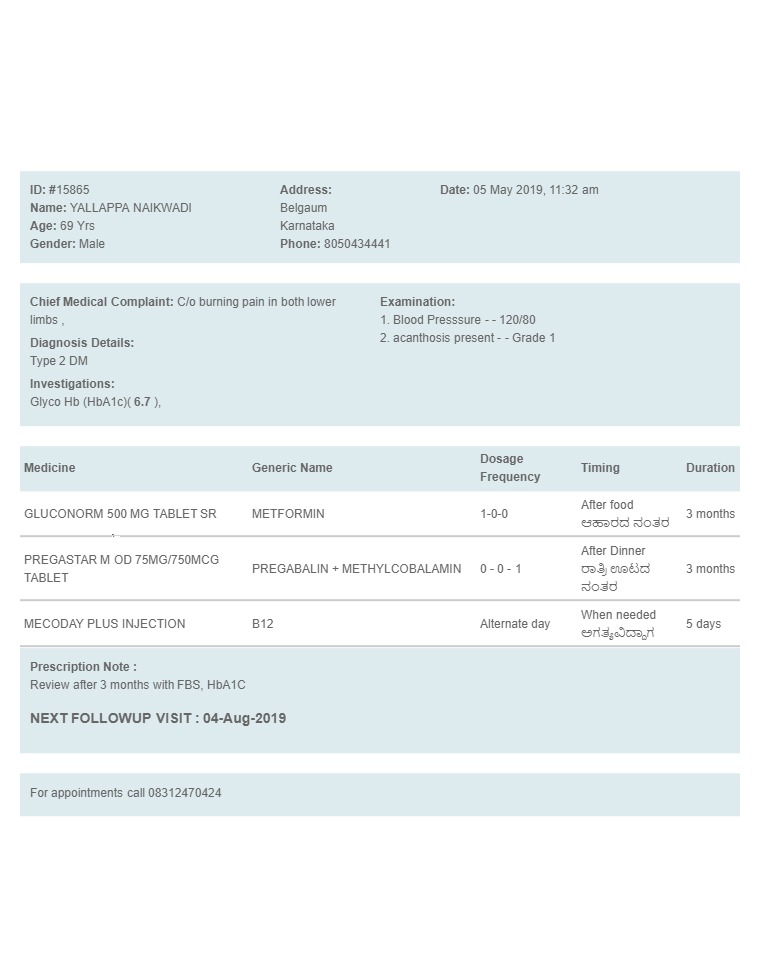 ID: #15865
Name: YALLAPPA NAIKWADI
Age: 69 Yrs
Gender: Male
Address:
Belgaum
Karnataka
Phone: 8050434441
Date: 05 May 2019, 11:32 am
Chief Medical Complaint: C/o burning pain in both lower
limbs ,
Diagnosis Details:
Type 2 DM
Investigations:
Glyco Hb (HbA1c)( 6.7 ),
Examination:
1. Blood Presssure - - 120/80
2. acanthosis present - - Grade 1
Medicine Generic Name Dosage Frequency Timing Duration
GLUCONORM 500 MG TABLET SR METFORMIN 1-0-0 After food 3 months
ಆಹಾರದ ನಂತರ
PREGASTAR M OD 75MG/750MCG
TABLET
PREGABALIN + METHYLCOBALAMIN 0 - 0 - 1 After Dinner 3 months
ರಾತ್ರಿ ಊಟದ
ನಂತರ
MECODAY PLUS INJECTION B12 Alternate day When needed 5 days
ಅಗತ್ಯವಿದ್ದಾಗ
Prescription Note :
Review after 3 months with FBS, HbA1C
NEXT FOLLOWUP VISIT : 04-Aug-2019
For appointments call 08312470424